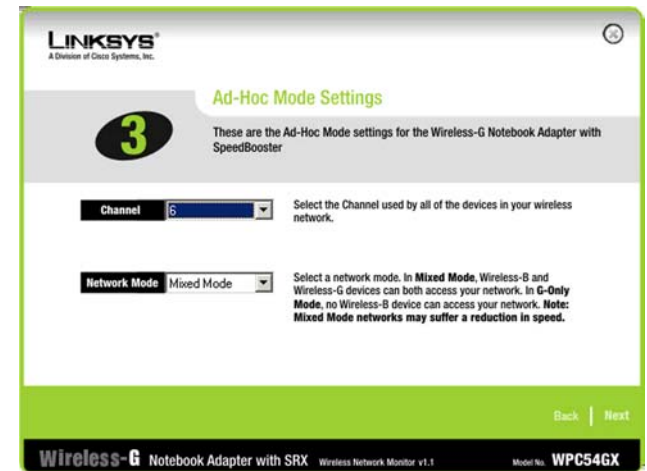 LINKSYS®
A Division of Cisco Systems, Inc.
Ad-Hoc Mode Settings
3
These are the Ad-Hoc Mode settings for the Wireless-G Notebook Adapter with
SpeedBooster
Channel
6
Select the Channel used by all of the devices in your wireless
network.
Network Mode
Mixed Mode
Select a network mode. In Mixed Mode, Wireless-B and
Wireless-G devices can both access your network. In G-Only
Mode, no Wireless-B device can access your network. Note:
Mixed Mode networks may suffer a reduction in speed.
Back | Next
Wireless-G Notebook Adapter with SRX Wireless Network Monitor v1.1 Model No. WPC54GX